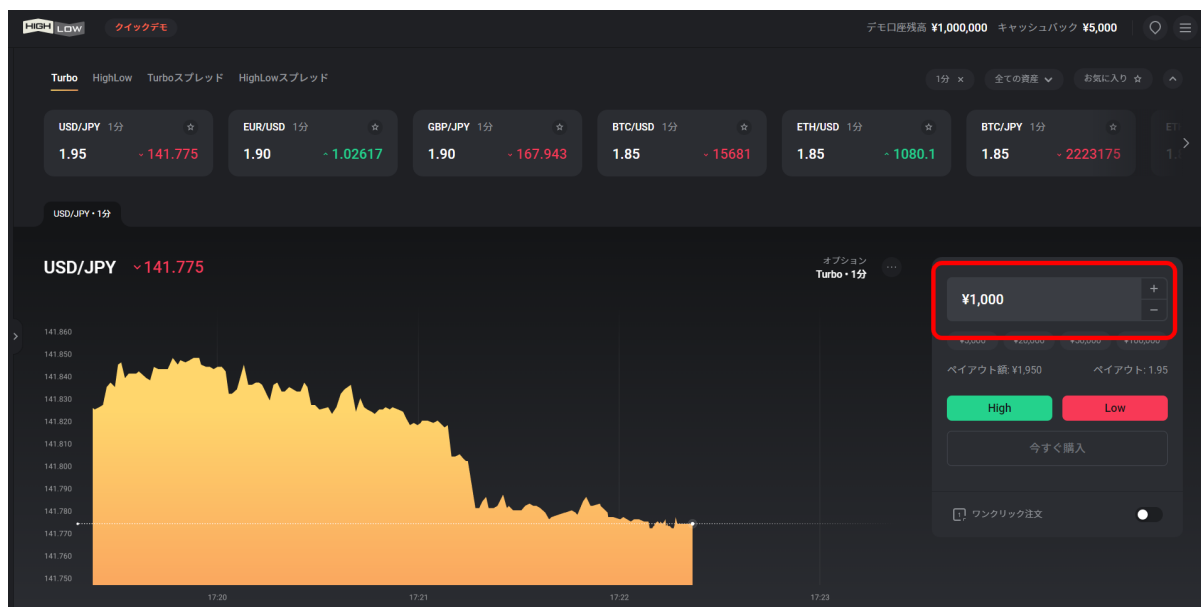 HIGH LOW クイックデモ デモ口座残高 ¥1,000,000 キャッシュバック ¥5,000
Turbo HighLow Turboスプレッド HighLowスプレッド 1分 × 全ての資産 お気に入り
USD/JPY 1分 EUR/USD 1分 GBP/JPY 1分 BTC/USD 1分 ETH/USD 1分 BTC/JPY 1分
1.95 141.775 1.90 1.02617 1.90 167.943 1.85 15681 1.85 1080.1 1.85 2223175
USD/JPY・1分
USD/JPY 141.775
オプション
Turbo・1分
¥1,000
+
−
¥5,000 ¥20,000 ¥50,000 ¥100,000
ペイアウト額: ¥1,950 ペイアウト: 1.95
High Low
今すぐ購入
ワンクリック注文
141.860
141.850
141.840
141.830
141.820
141.810
141.800
141.790
141.780
141.770
141.760
141.750
17:20 17:21 17:22 17:23